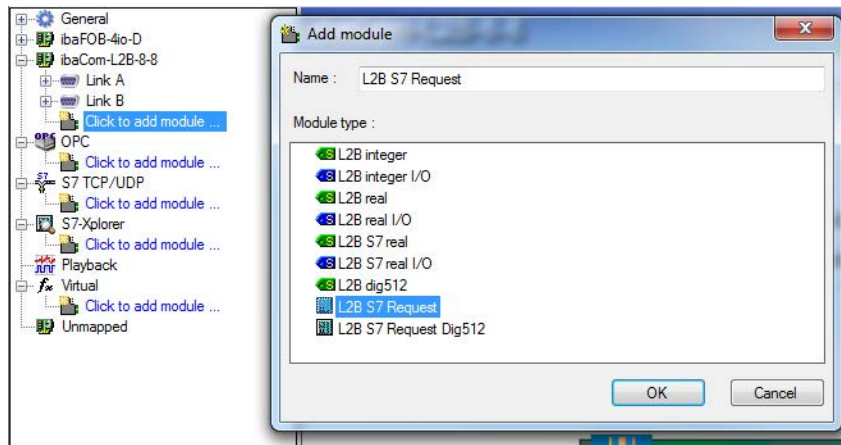 General
ibaFOB-4io-D
ibaCom-L2B-8-8
Link A
Link B
Click to add module ...
OPC
OPC
Click to add module ...
S7
S7 TCP/UDP
Click to add module ...
S7-Xplorer
Click to add module ...
Playback
fx Virtual
Click to add module ...
Unmapped
Add module
Name :
L2B S7 Request
Module type :
S L2B integer
S L2B integer I/O
S L2B real
S L2B real I/O
S L2B S7 real
S L2B S7 real I/O
S L2B dig512
L2B S7 Request
L2B S7 Request Dig512
OK
Cancel